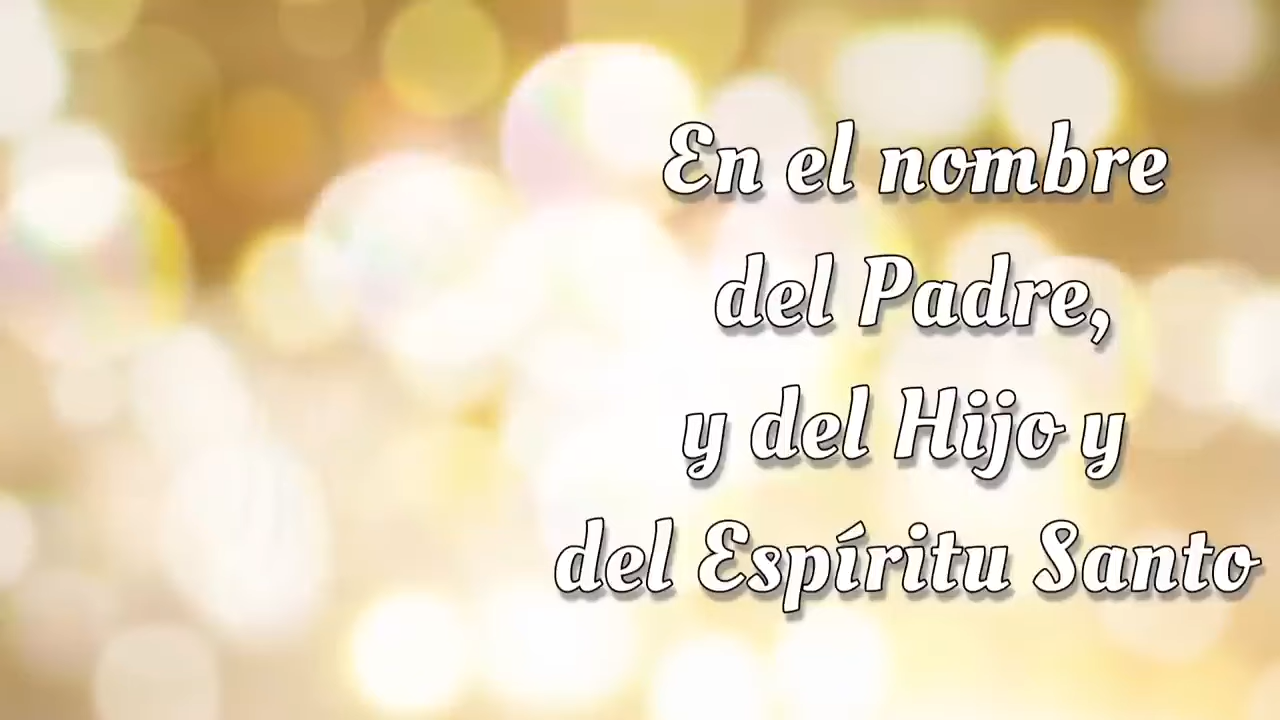 En el nombre
del Padre,
y del Hijo y
del Espíritu Santo